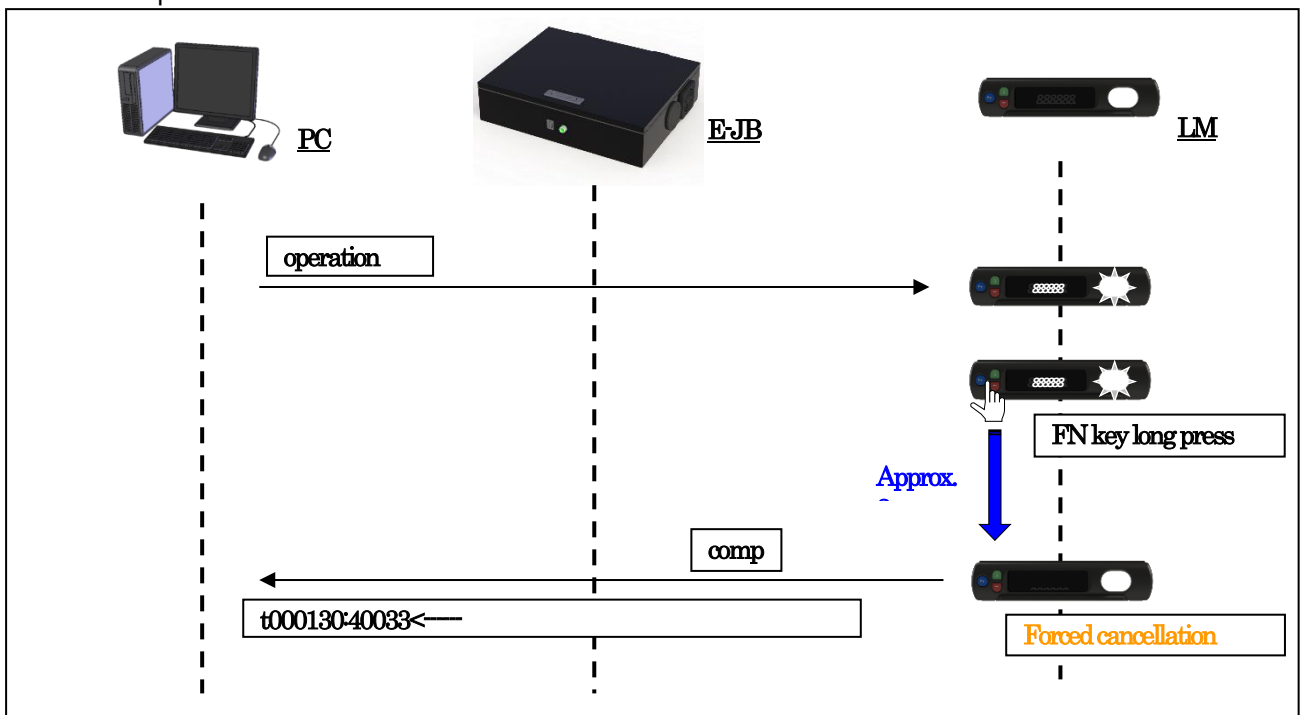 PC
E-JB
LM
operation
FN key long press
Approx.
comp
t000130:40033<-----
Forced cancellation